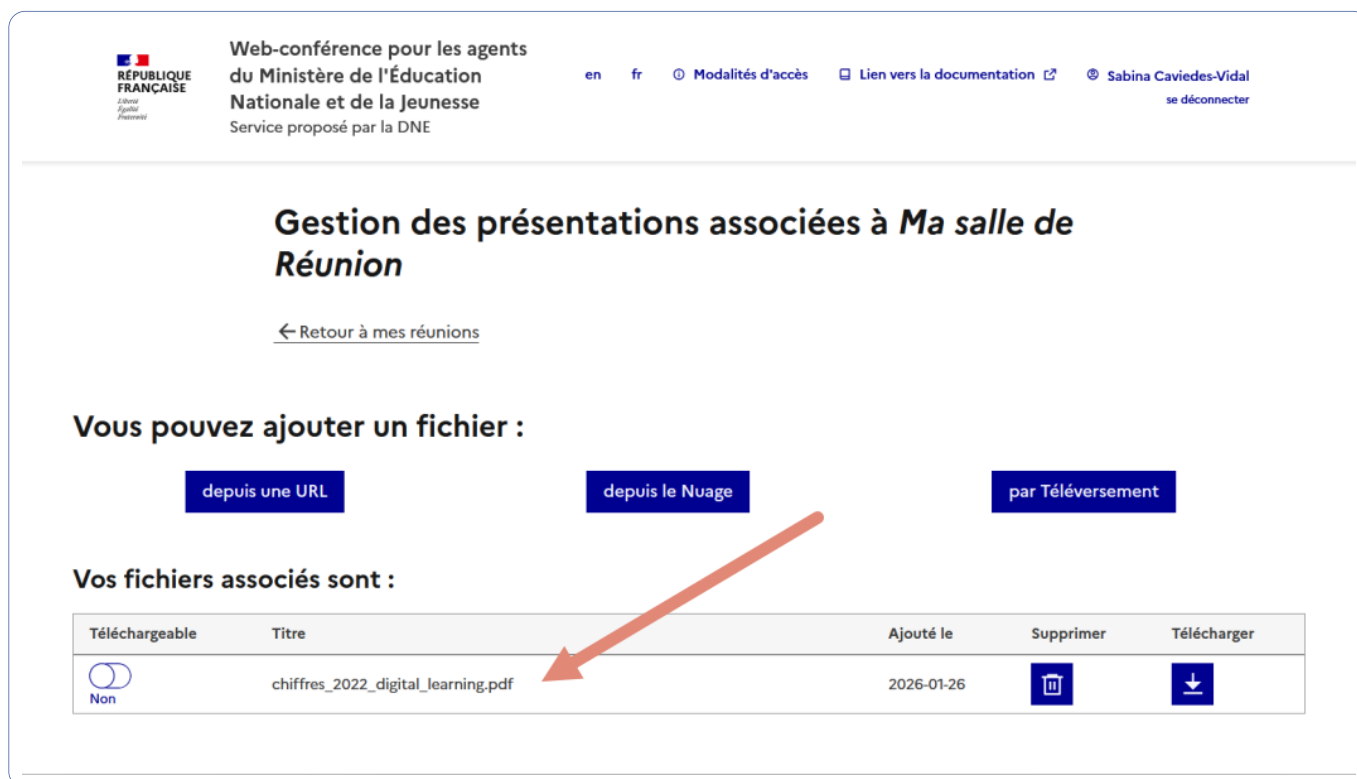 RÉPUBLIQUE
FRANÇAISE
Liberté
Égalité
Fraternité
Web-conférence pour les agents
du Ministère de l'Éducation
Nationale et de la Jeunesse
Service proposé par la DNE
en fr Modalités d'accès Lien vers la documentation Sabina Caviedes-Vidal
se déconnecter
Gestion des présentations associées à Ma salle de
Réunion
Retour à mes réunions
Vous pouvez ajouter un fichier :
depuis une URL depuis le Nuage par Téléversement
Vos fichiers associés sont :
Téléchargeable Titre Ajouté le Supprimer Télécharger
Non chiffres_2022_digital_learning.pdf 2026-01-26